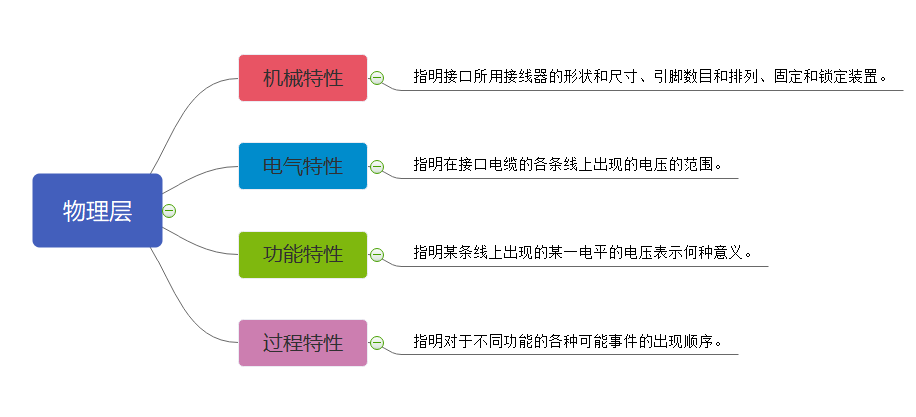 物理层
机械特性
指明接口所用接线器的形状和尺寸、引脚数目和排列、固定和锁定装置。
电气特性
指明在接口电缆的各条线上出现的电压的范围。
功能特性
指明某条线上出现的某一电平的电压表示何种意义。
过程特性
指明对于不同功能的各种可能事件的出现顺序。